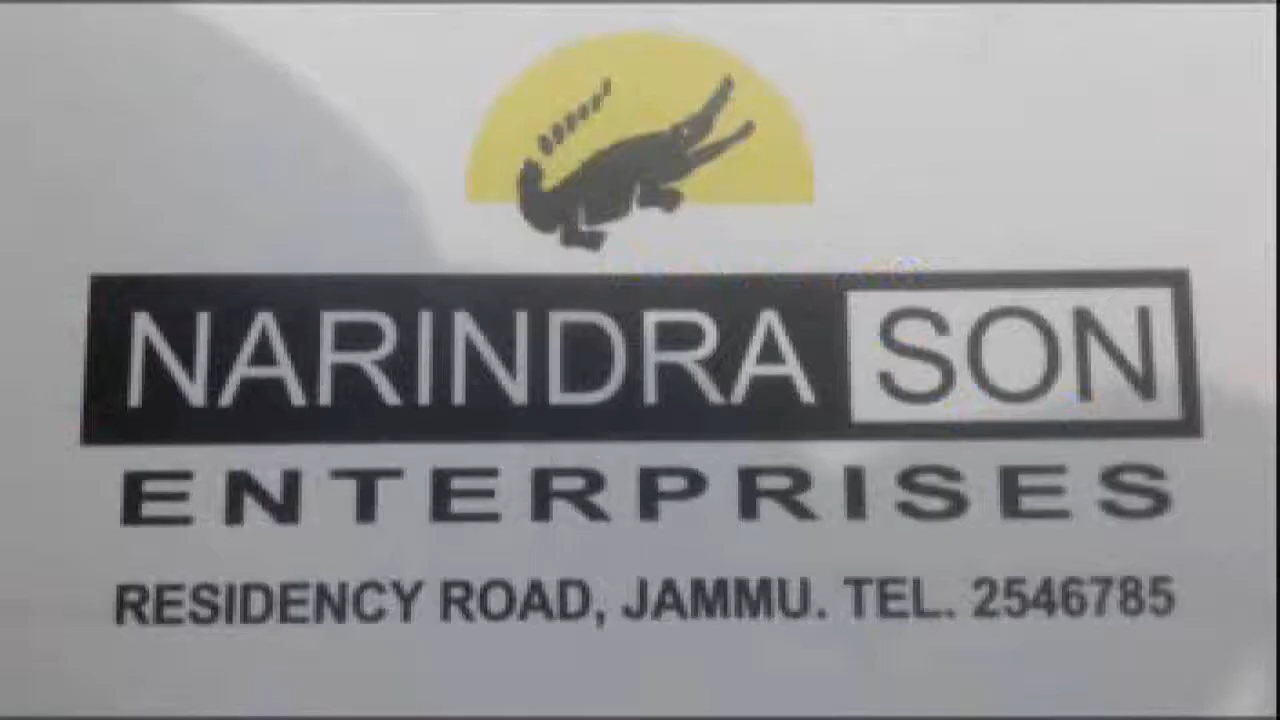 NARINDRA SON
ENTERPRISES
RESIDENCY ROAD, JAMMU. TEL. 2546785